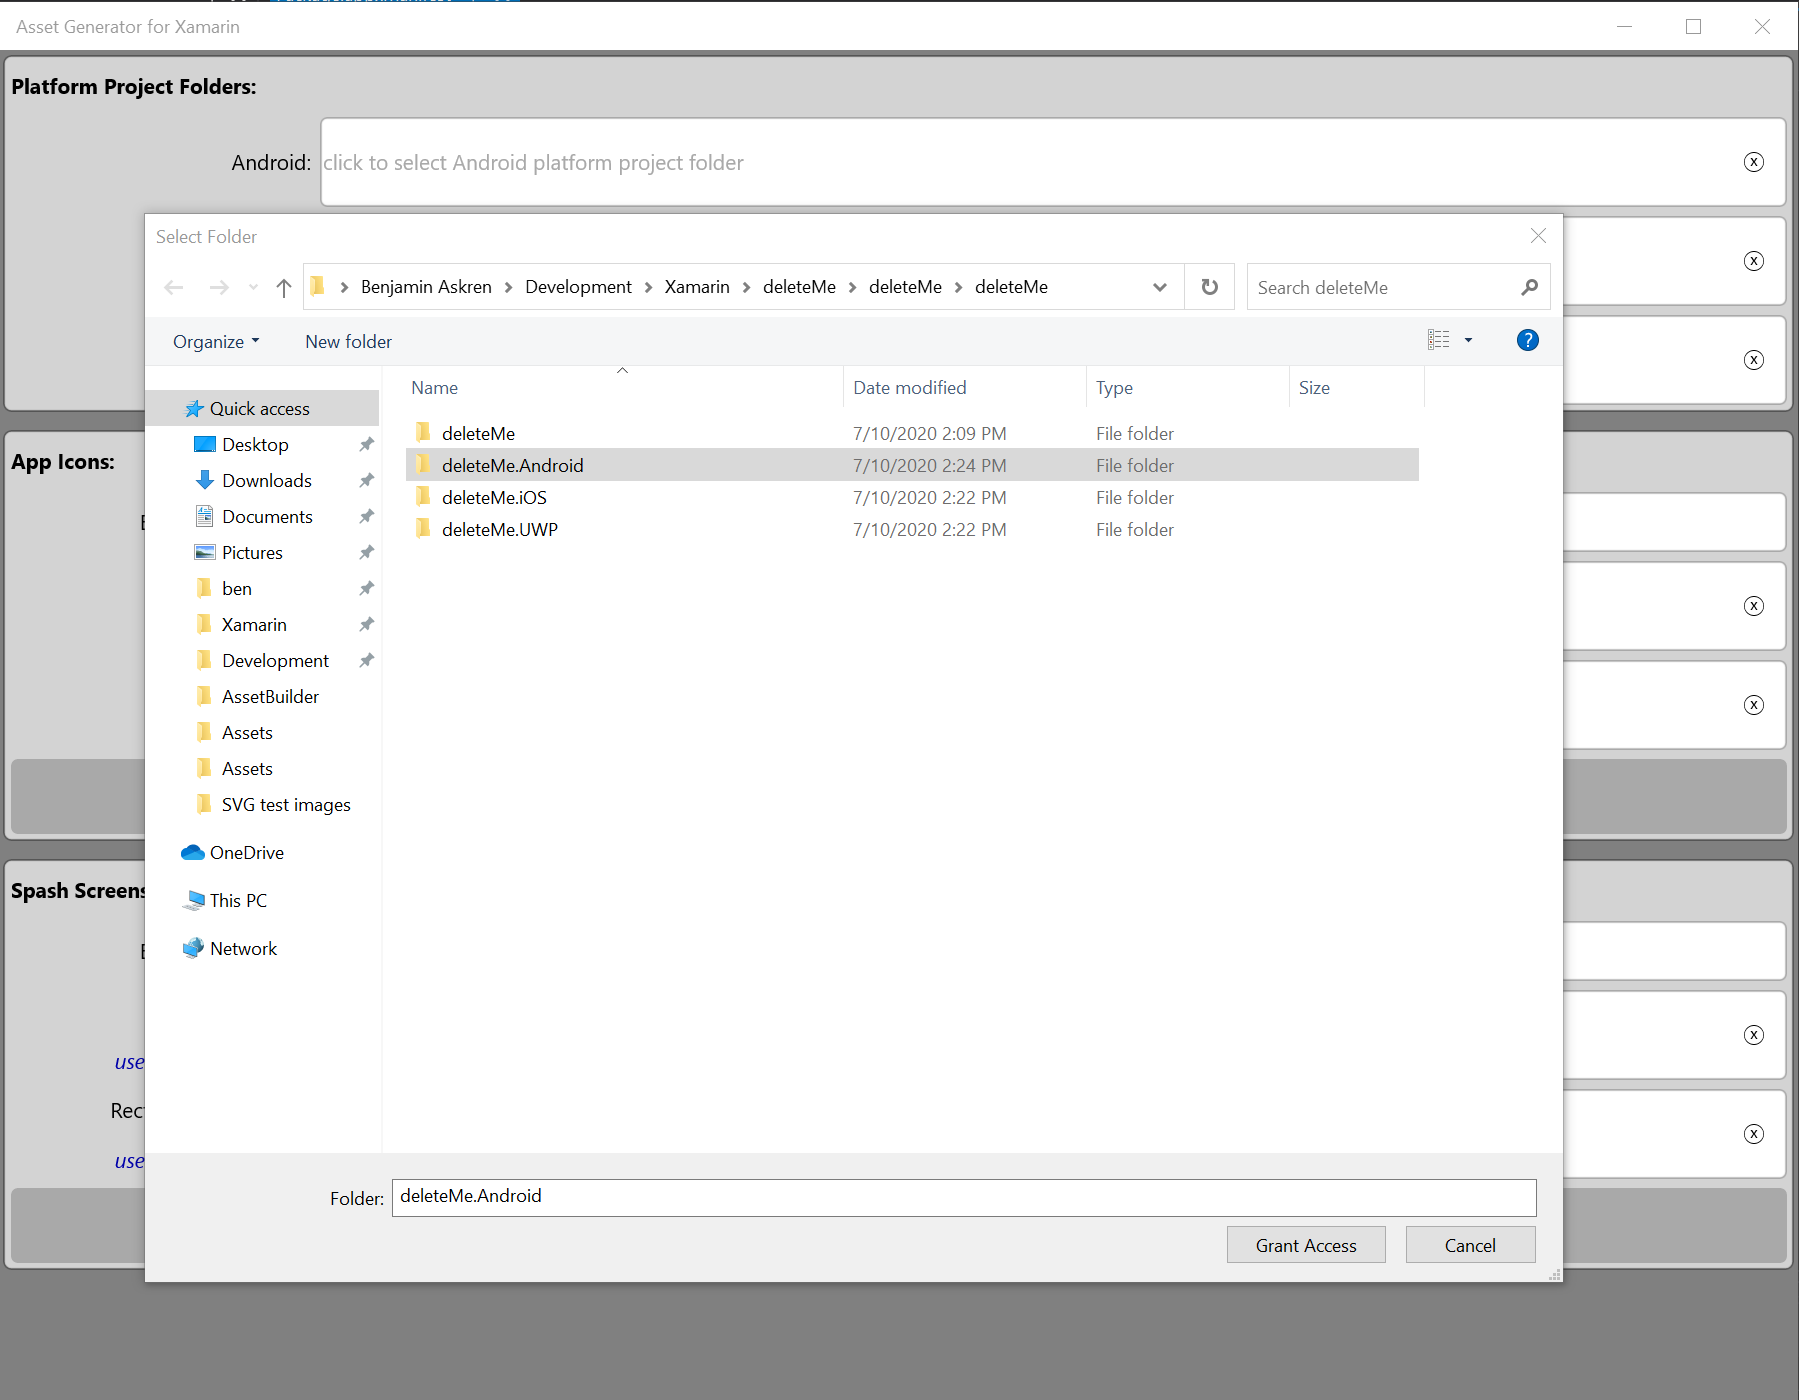 Asset Generator for Xamarin
Platform Project Folders:
Android: click to select Android platform project folder
Select Folder
Benjamin Askren > Development > Xamarin > deleteMe > deleteMe > deleteMe
Search deleteMe
Organize
New folder
Name Date modified Type Size
Quick access
Desktop
Downloads
Documents
Pictures
ben
Xamarin
Development
AssetBuilder
Assets
Assets
SVG test images
OneDrive
This PC
Network
deleteMe 7/10/2020 2:09 PM File folder
deleteMe.Android 7/10/2020 2:24 PM File folder
deleteMe.iOS 7/10/2020 2:22 PM File folder
deleteMe.UWP 7/10/2020 2:22 PM File folder
Folder: deleteMe.Android
Grant Access
Cancel
App Icons:
Spash Screens
use
Rec
use